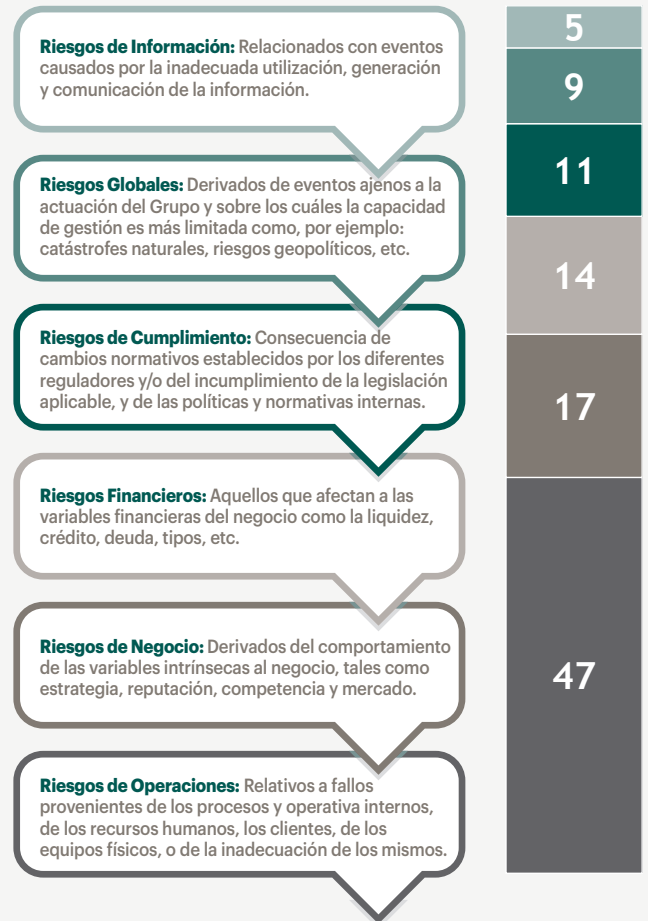 Riesgos de Información: Relacionados con eventos
causados por la inadecuada utilización, generación
y comunicación de la información.
Riesgos Globales: Derivados de eventos ajenos a la
actuación del Grupo y sobre los cuáles la capacidad
de gestión es más limitada como, por ejemplo:
catástrofes naturales, riesgos geopolíticos, etc.
Riesgos de Cumplimiento: Consecuencia de
cambios normativos establecidos por los diferentes
reguladores y/o del incumplimiento de la legislación
aplicable, y de las políticas y normativas internas.
Riesgos Financieros: Aquellos que afectan a las
variables financieras del negocio como la liquidez,
crédito, deuda, tipos, etc.
Riesgos de Negocio: Derivados del comportamiento
de las variables intrínsecas al negocio, tales como
estrategia, reputación, competencia y mercado.
Riesgos de Operaciones: Relativos a fallos
provenientes de los procesos y operativa internos,
de los recursos humanos, los clientes, de los
equipos físicos, o de la inadecuación de los mismos.
5
9
11
14
17
47